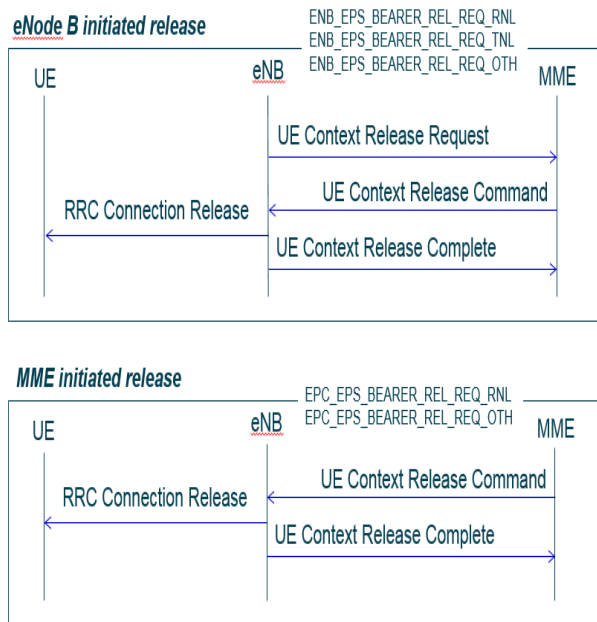 eNode B initiated release
ENB_EPS_BEARER_REL_REQ_RNL
ENB_EPS_BEARER_REL_REQ_TNL
ENB_EPS_BEARER_REL_REQ_OTH
UE
eNB
MME
UE Context Release Request
UE Context Release Command
RRC Connection Release
UE Context Release Complete
MME initiated release
EPC_EPS_BEARER_REL_REQ_RNL
EPC_EPS_BEARER_REL_REQ_OTH
UE
eNB
MME
UE Context Release Command
RRC Connection Release
UE Context Release Complete